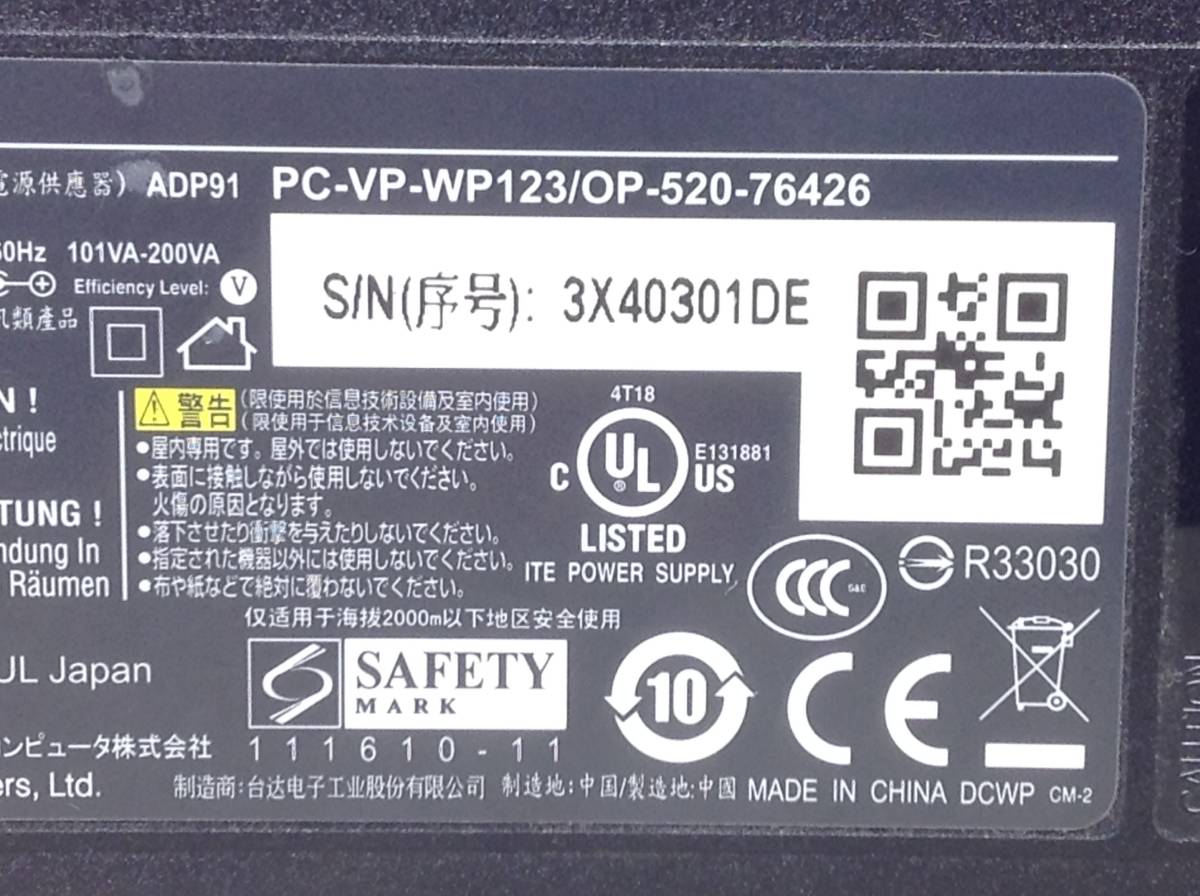 電源供應器) ADP91 PC-VP-WP123/OP-520-76426
60Hz 101VA-200VA
Efficiency Level: V
S/N(序号): 3X40301DE
訊類產品
N !
ctrique
TUNG !
ndung In
Räumen
警告 (限使用於信息技術設備及室内使用)
(限使用于信息技术设备及室内使用)
●屋内専用です。屋外では使用しないでください。
●表面に接触しながら使用しないでください。
火傷の原因となります。
●落下させたり衝撃を与えたりしないでください。
●指定された機器以外には使用しないでください。
●布や紙などで絶対に覆わないでください。
仅适用于海拔2000m以下地区安全使用
4T18
C UL ® US
E131881
LISTED
ITE POWER SUPPLY
CCC S&E
R33030
UL Japan
SAFETY
MARK
111610-11
10
CE
コンピュータ株式会社
ers, Ltd.
制造商:台达电子工业股份有限公司 制造地:中国/製造地:中國 MADE IN CHINA DCWP CM-2